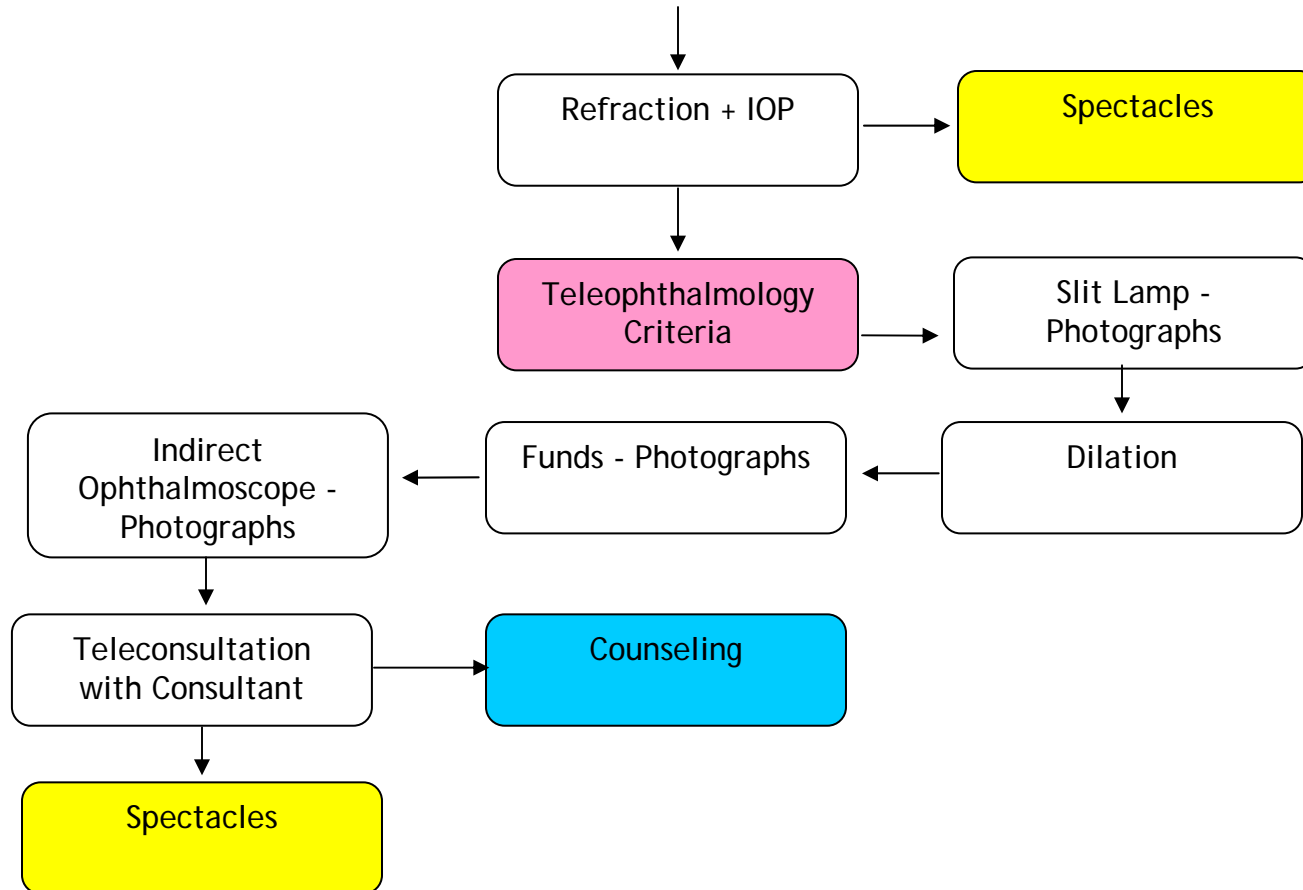 Refraction + IOP
Spectacles
Teleophthalmology
Criteria
Slit Lamp -
Photographs
Dilation
Funds - Photographs
Indirect
Ophthalmoscope -
Photographs
Teleconsultation
with Consultant
Counseling
Spectacles